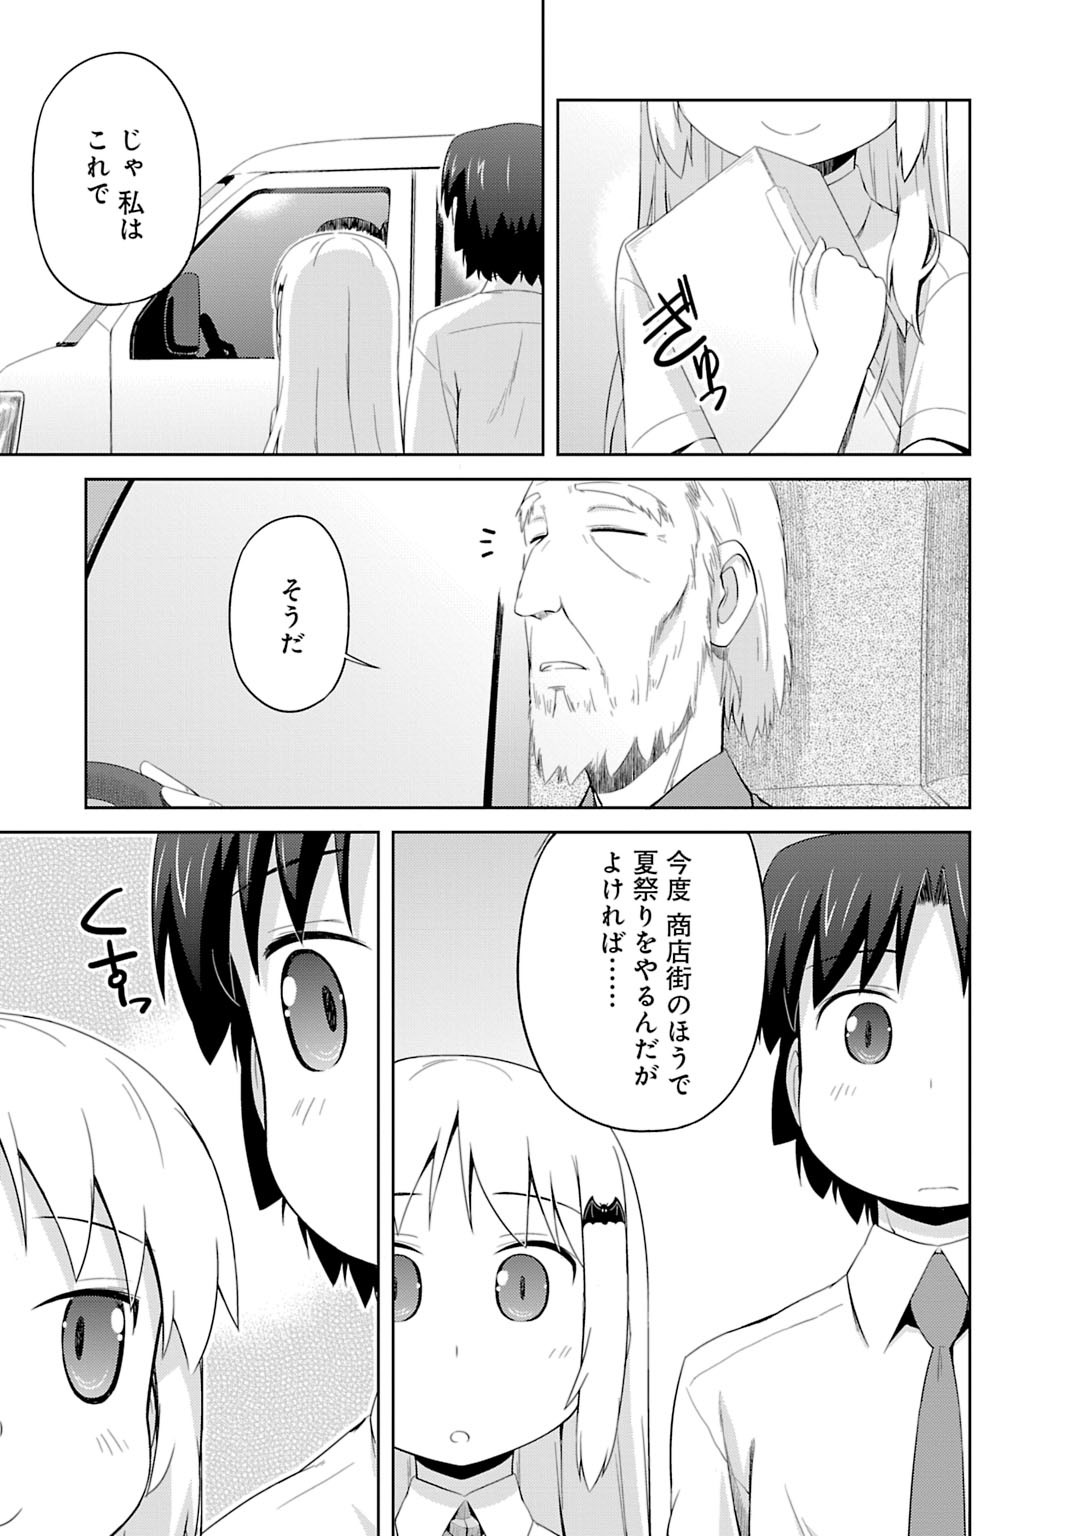 ぎゅっ
じゃ 私は
これで
そうだ
今度 商店街のほうで
夏祭りをやるんだが
よければ……
くすっ